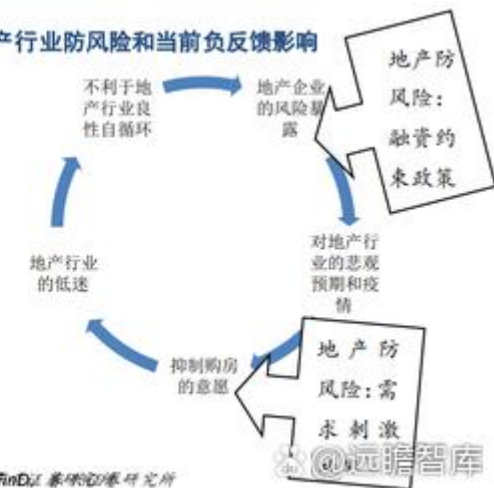 产行业防风险和当前负反馈影响
不利于地
产行业良
性自循环
地产企业
的风险暴
露
地产防
风险：
融资约
束政策
对地产行
业的悲观
预期和疫
情
地产行业
的低迷
抑制购房
的意愿
地产防
风险：需
求刺激
研究所
@远瞻智库